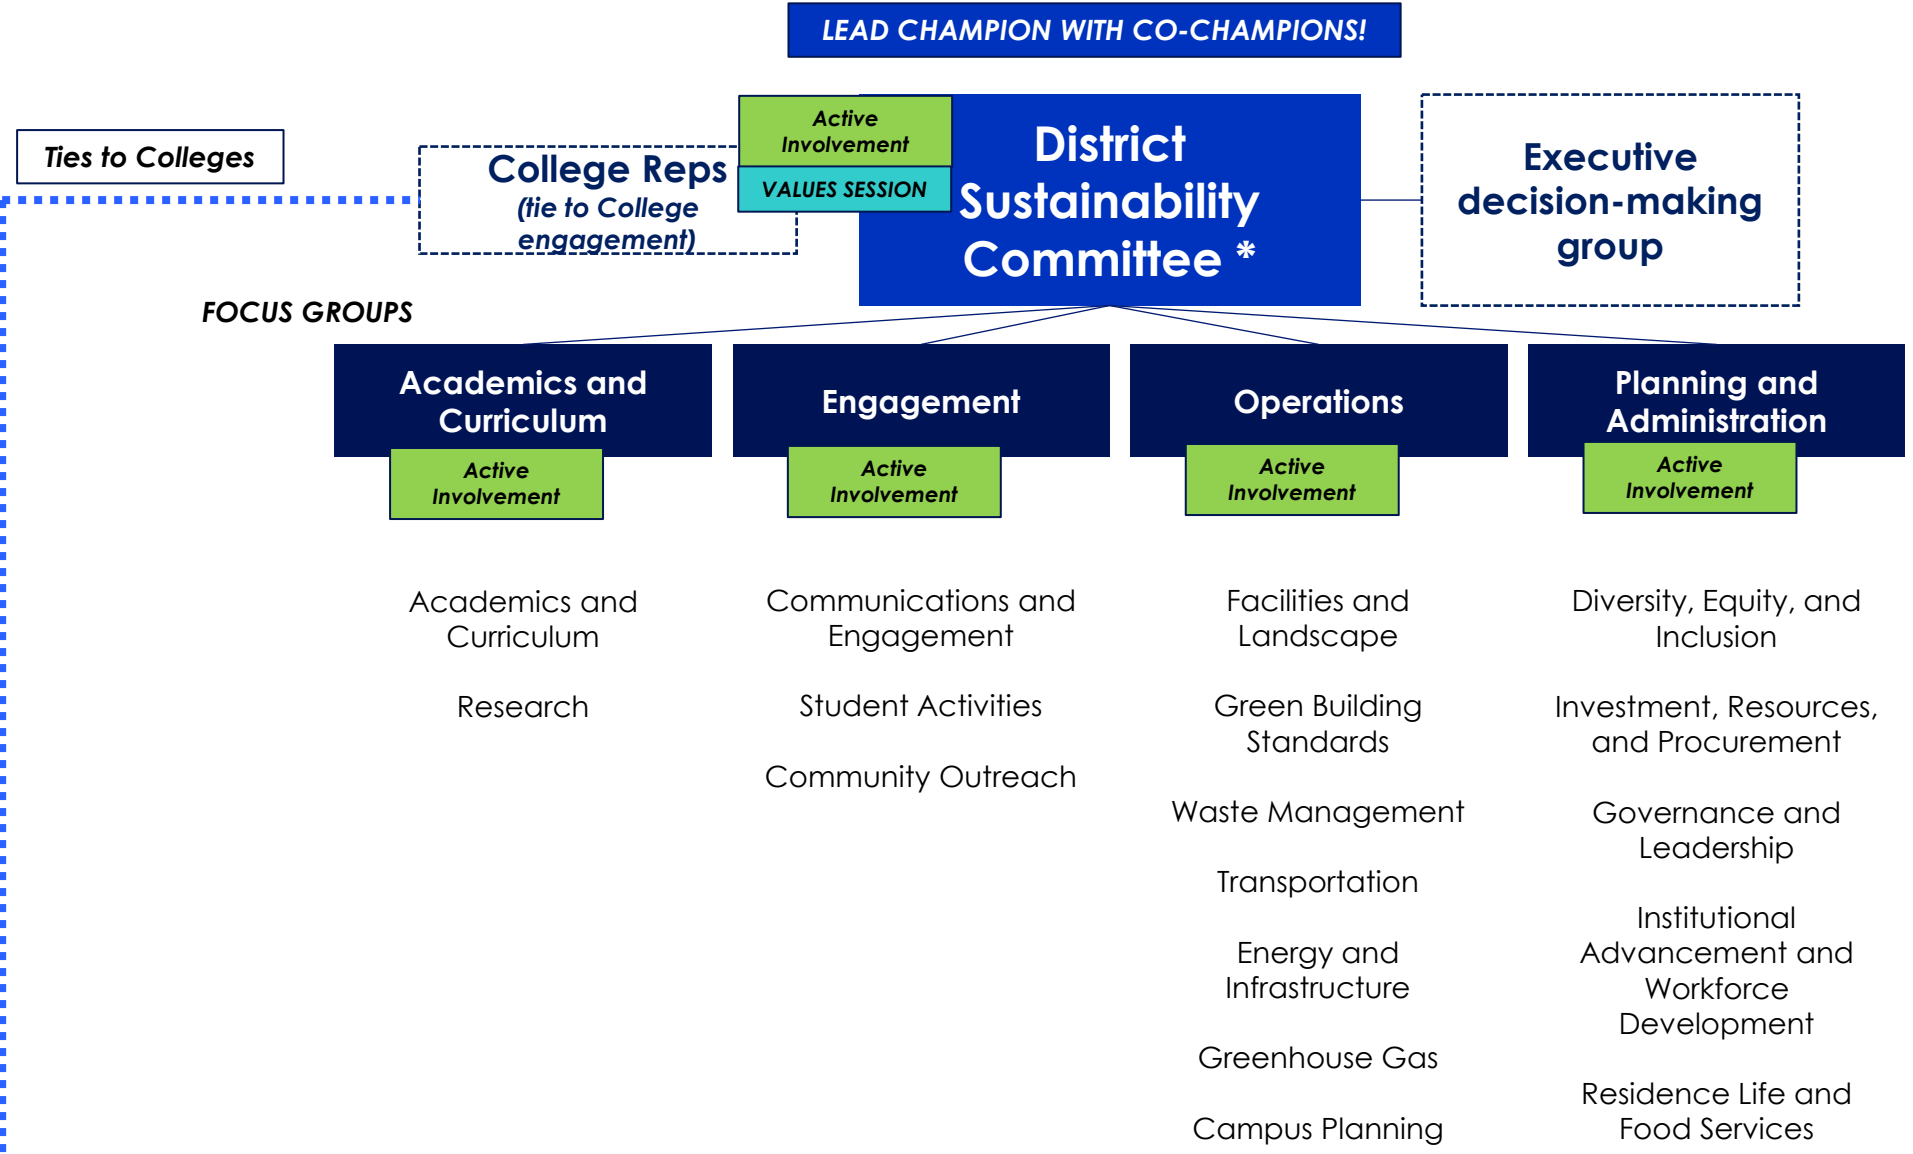 LEAD CHAMPION WITH CO-CHAMPIONS!
Ties to Colleges
College Reps
(tie to College
engagement)
Active
Involvement
VALUES SESSION
District
Sustainability
Committee *
Executive
decision-making
group
FOCUS GROUPS
Academics and
Curriculum
Active
Involvement
Academics and
Curriculum
Research
Engagement
Active
Involvement
Communications and
Engagement
Student Activities
Community Outreach
Operations
Active
Involvement
Facilities and
Landscape
Green Building
Standards
Waste Management
Transportation
Energy and
Infrastructure
Greenhouse Gas
Campus Planning
Planning and
Administration
Active
Involvement
Diversity, Equity, and
Inclusion
Investment, Resources,
and Procurement
Governance and
Leadership
Institutional
Advancement and
Workforce
Development
Residence Life and
Food Services